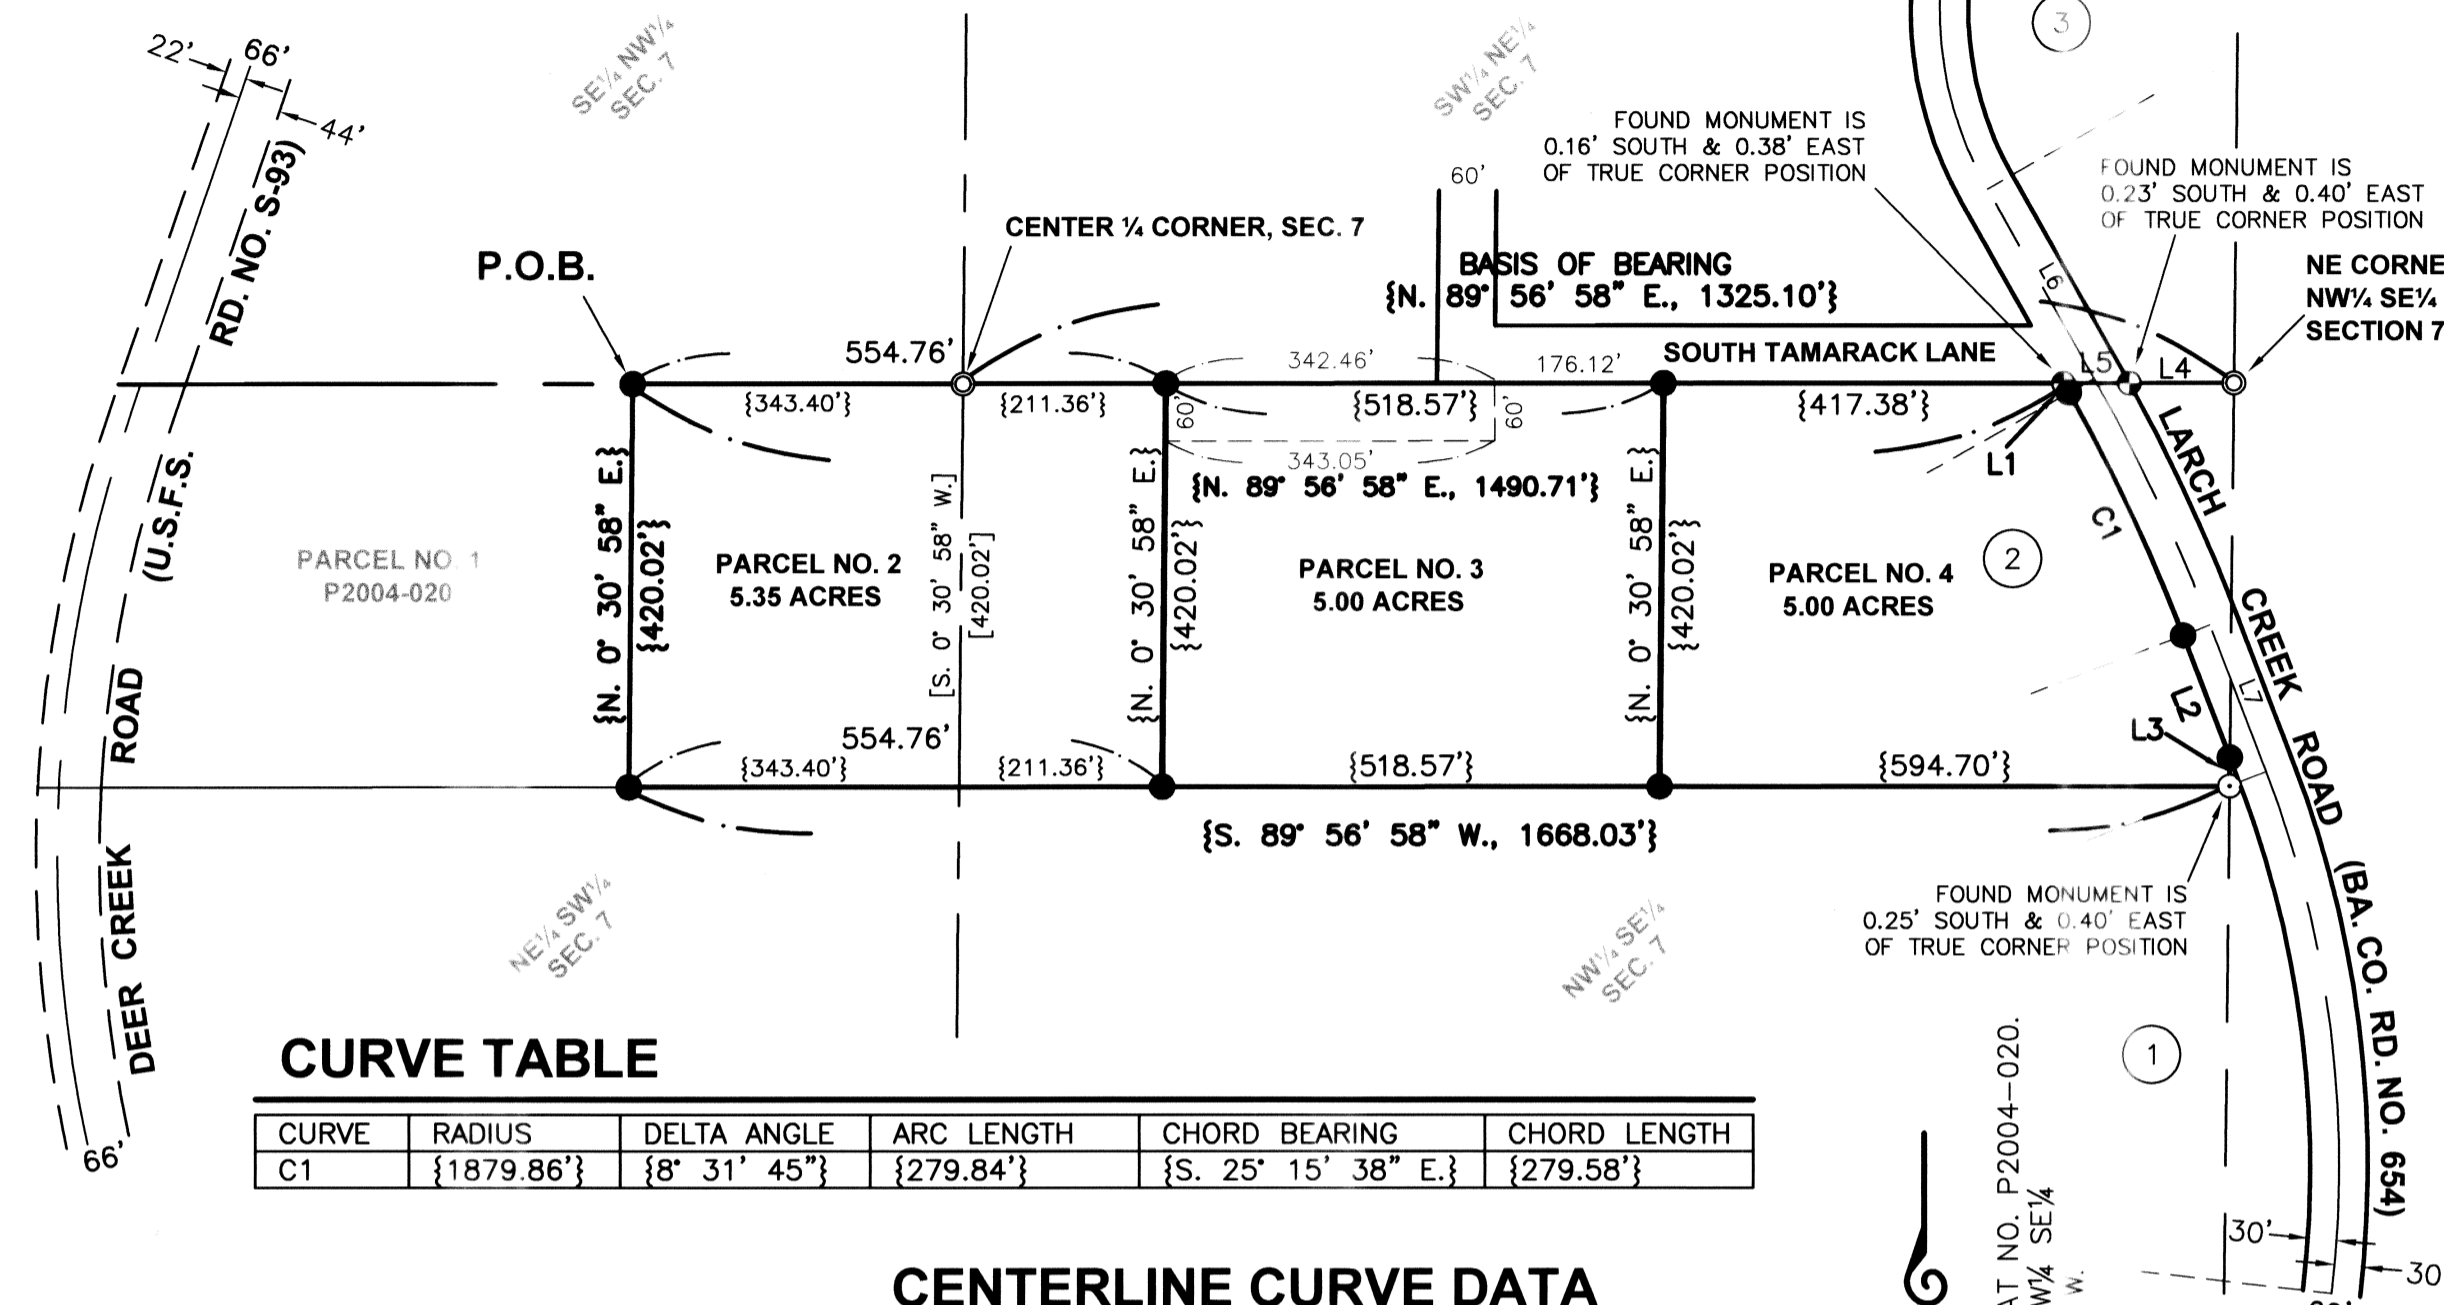 22'
66'
44'
RD. NO. S-93)
(U.S.F.S.
ROAD
DEER CREEK
66'
SE¼ NW¼
SEC. 7
SW¼ NE¼
SEC. 7
3
FOUND MONUMENT IS
0.16' SOUTH & 0.38' EAST
OF TRUE CORNER POSITION
FOUND MONUMENT IS
0.23' SOUTH & 0.40' EAST
OF TRUE CORNER POSITION
60'
CENTER ¼ CORNER, SEC. 7
P.O.B.
BASIS OF BEARING
{N. 89° 56' 58" E., 1325.10'}
NE CORNE
NW¼ SE¼
SECTION 7
L6
554.76'
342.46'
176.12'
SOUTH TAMARACK LANE
L5
L4
{343.40'}
{211.36'}
60'
{518.57'}
60'
{417.38'}
343.05'
L1
{N. 89° 56' 58" E., 1490.71'}
{N. 0° 30' 58" E.}
{420.02'}
[S. 0° 30' 58" W.]
[420.02']
{N. 0° 30' 58" E.}
{420.02'}
{N. 0° 30' 58" E.}
{420.02'}
PARCEL NO. 1
P2004-020
PARCEL NO. 2
5.35 ACRES
PARCEL NO. 3
5.00 ACRES
PARCEL NO. 4
5.00 ACRES
2
C1
L2
L7
L3
LARCH
CREEK
ROAD
(BA. CO. RD. NO. 654)
554.76'
{343.40'}
{211.36'}
{518.57'}
{594.70'}
{S. 89° 56' 58" W., 1668.03'}
NE¼ SW¼
SEC. 7
NW¼ SE¼
SEC. 7
FOUND MONUMENT IS
0.25' SOUTH & 0.40' EAST
OF TRUE CORNER POSITION
1
CURVE TABLE
CURVE RADIUS DELTA ANGLE ARC LENGTH CHORD BEARING CHORD LENGTH
C1 {1879.86'} {8° 31' 45"} {279.84'} {S. 25° 15' 38" E.} {279.58'}
AT NO. P2004-020.
W¼ SE¼
W.
30'
30
CENTERLINE CURVE DATA